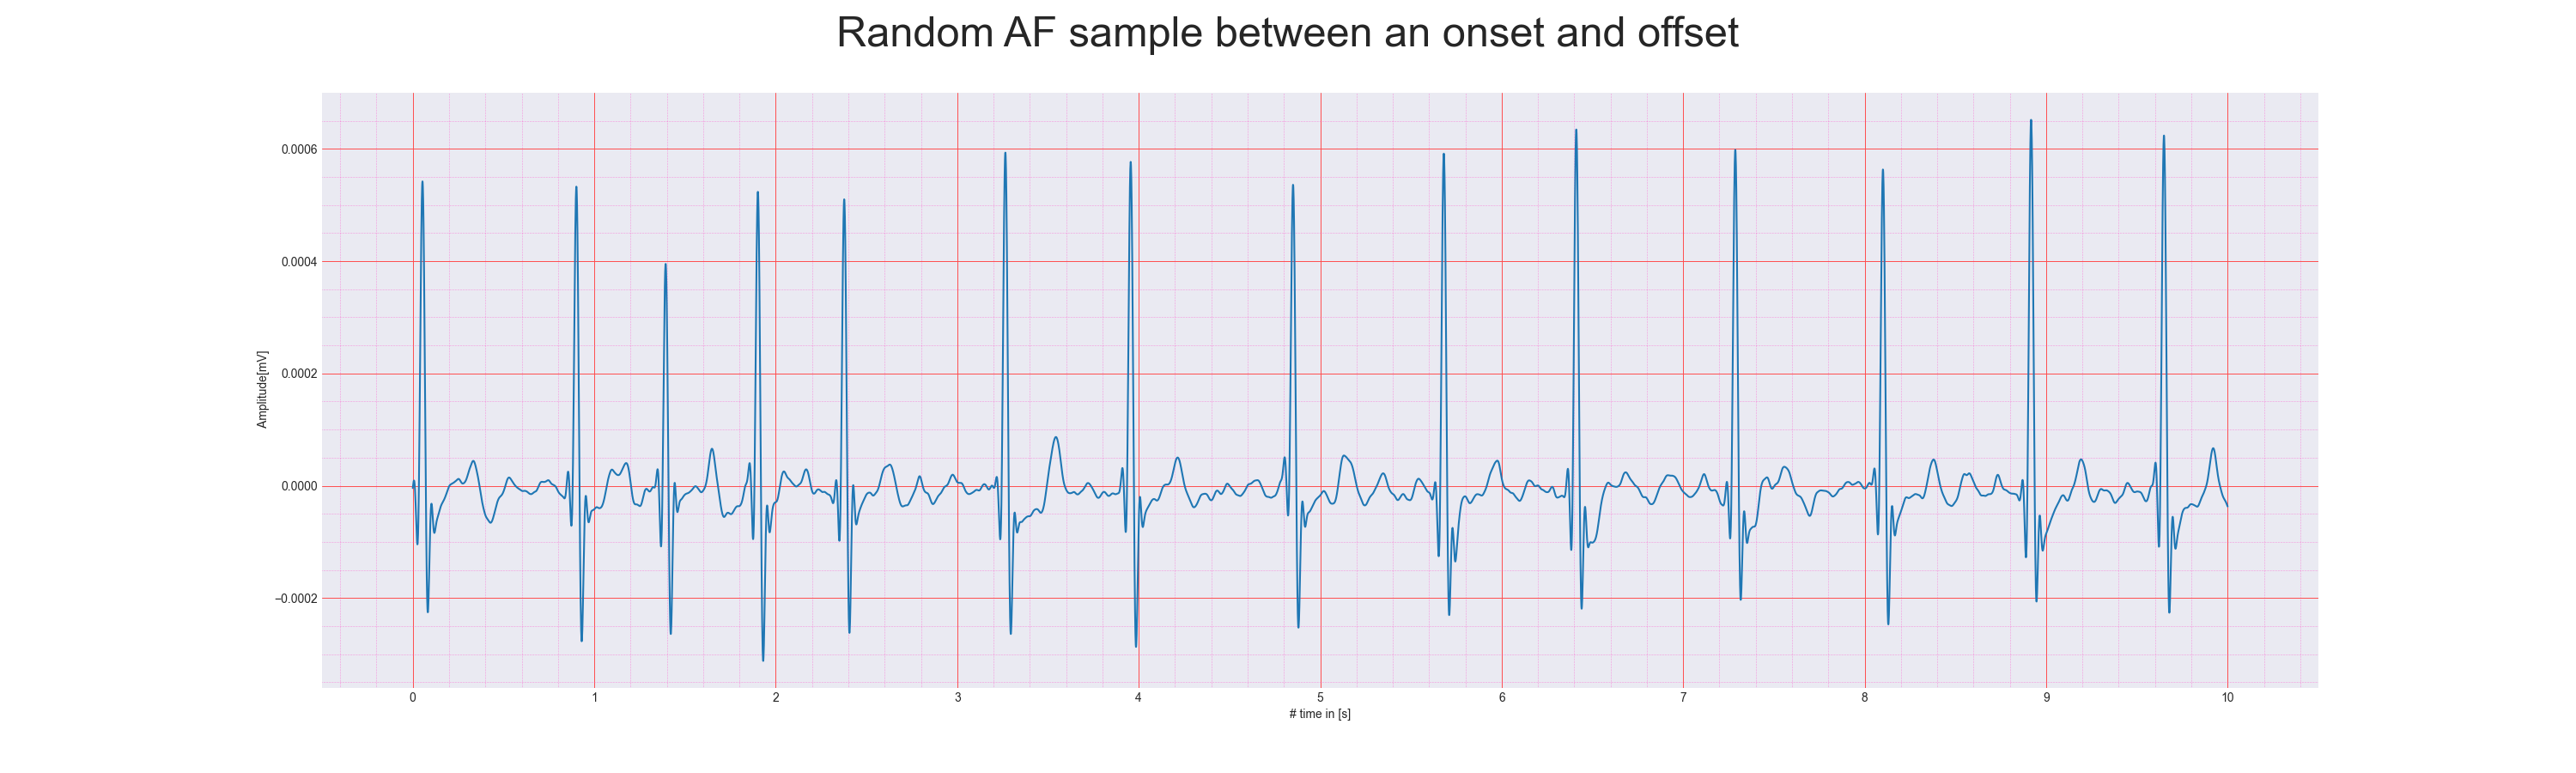 Random AF sample between an onset and offset
0.0006
0.0004
0.0002
0.0000
−0.0002
Amplitude[mV]
0 1 2 3 4 5 6 7 8 9 10
# time in [s]